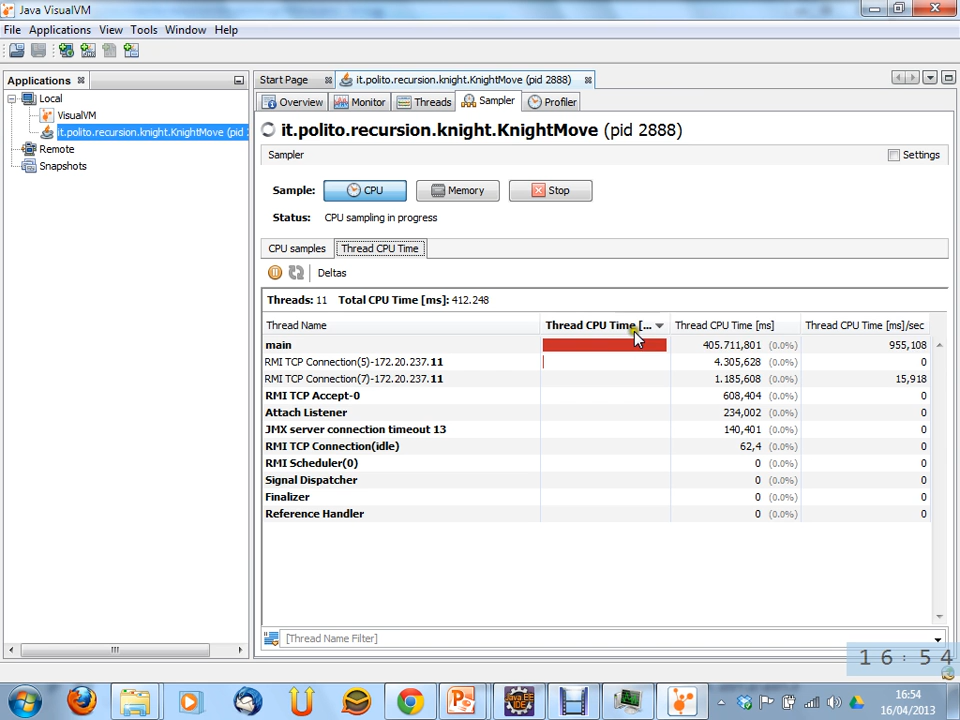 Java VisualVM
File Applications View Tools Window Help
Applications
Local
VisualVM
it.polito.recursion.knight.KnightMove (pid
Remote
Snapshots
Start Page it.polito.recursion.knight.KnightMove (pid 2888)
Overview Monitor Threads Sampler Profiler
it.polito.recursion.knight.KnightMove (pid 2888)
Sampler Settings
Sample: CPU Memory Stop
Status: CPU sampling in progress
CPU samples Thread CPU Time
Deltas
Threads: 11 Total CPU Time [ms]: 412.248
Thread Name Thread CPU Time [... Thread CPU Time [ms] Thread CPU Time [ms]/sec
main 405.711,801 (0.0%) 955,108
RMI TCP Connection(5)-172.20.237.11 4.305,628 (0.0%) 0
RMI TCP Connection(7)-172.20.237.11 1.185,608 (0.0%) 15,918
RMI TCP Accept-0 608,404 (0.0%) 0
Attach Listener 234,002 (0.0%) 0
JMX server connection timeout 13 140,401 (0.0%) 0
RMI TCP Connection(idle) 62,4 (0.0%) 0
RMI Scheduler(0) 0 (0.0%) 0
Signal Dispatcher 0 (0.0%) 0
Finalizer 0 (0.0%) 0
Reference Handler 0 (0.0%) 0
[Thread Name Filter]
16:54
Java EE
IDE
16:54
16/04/2013